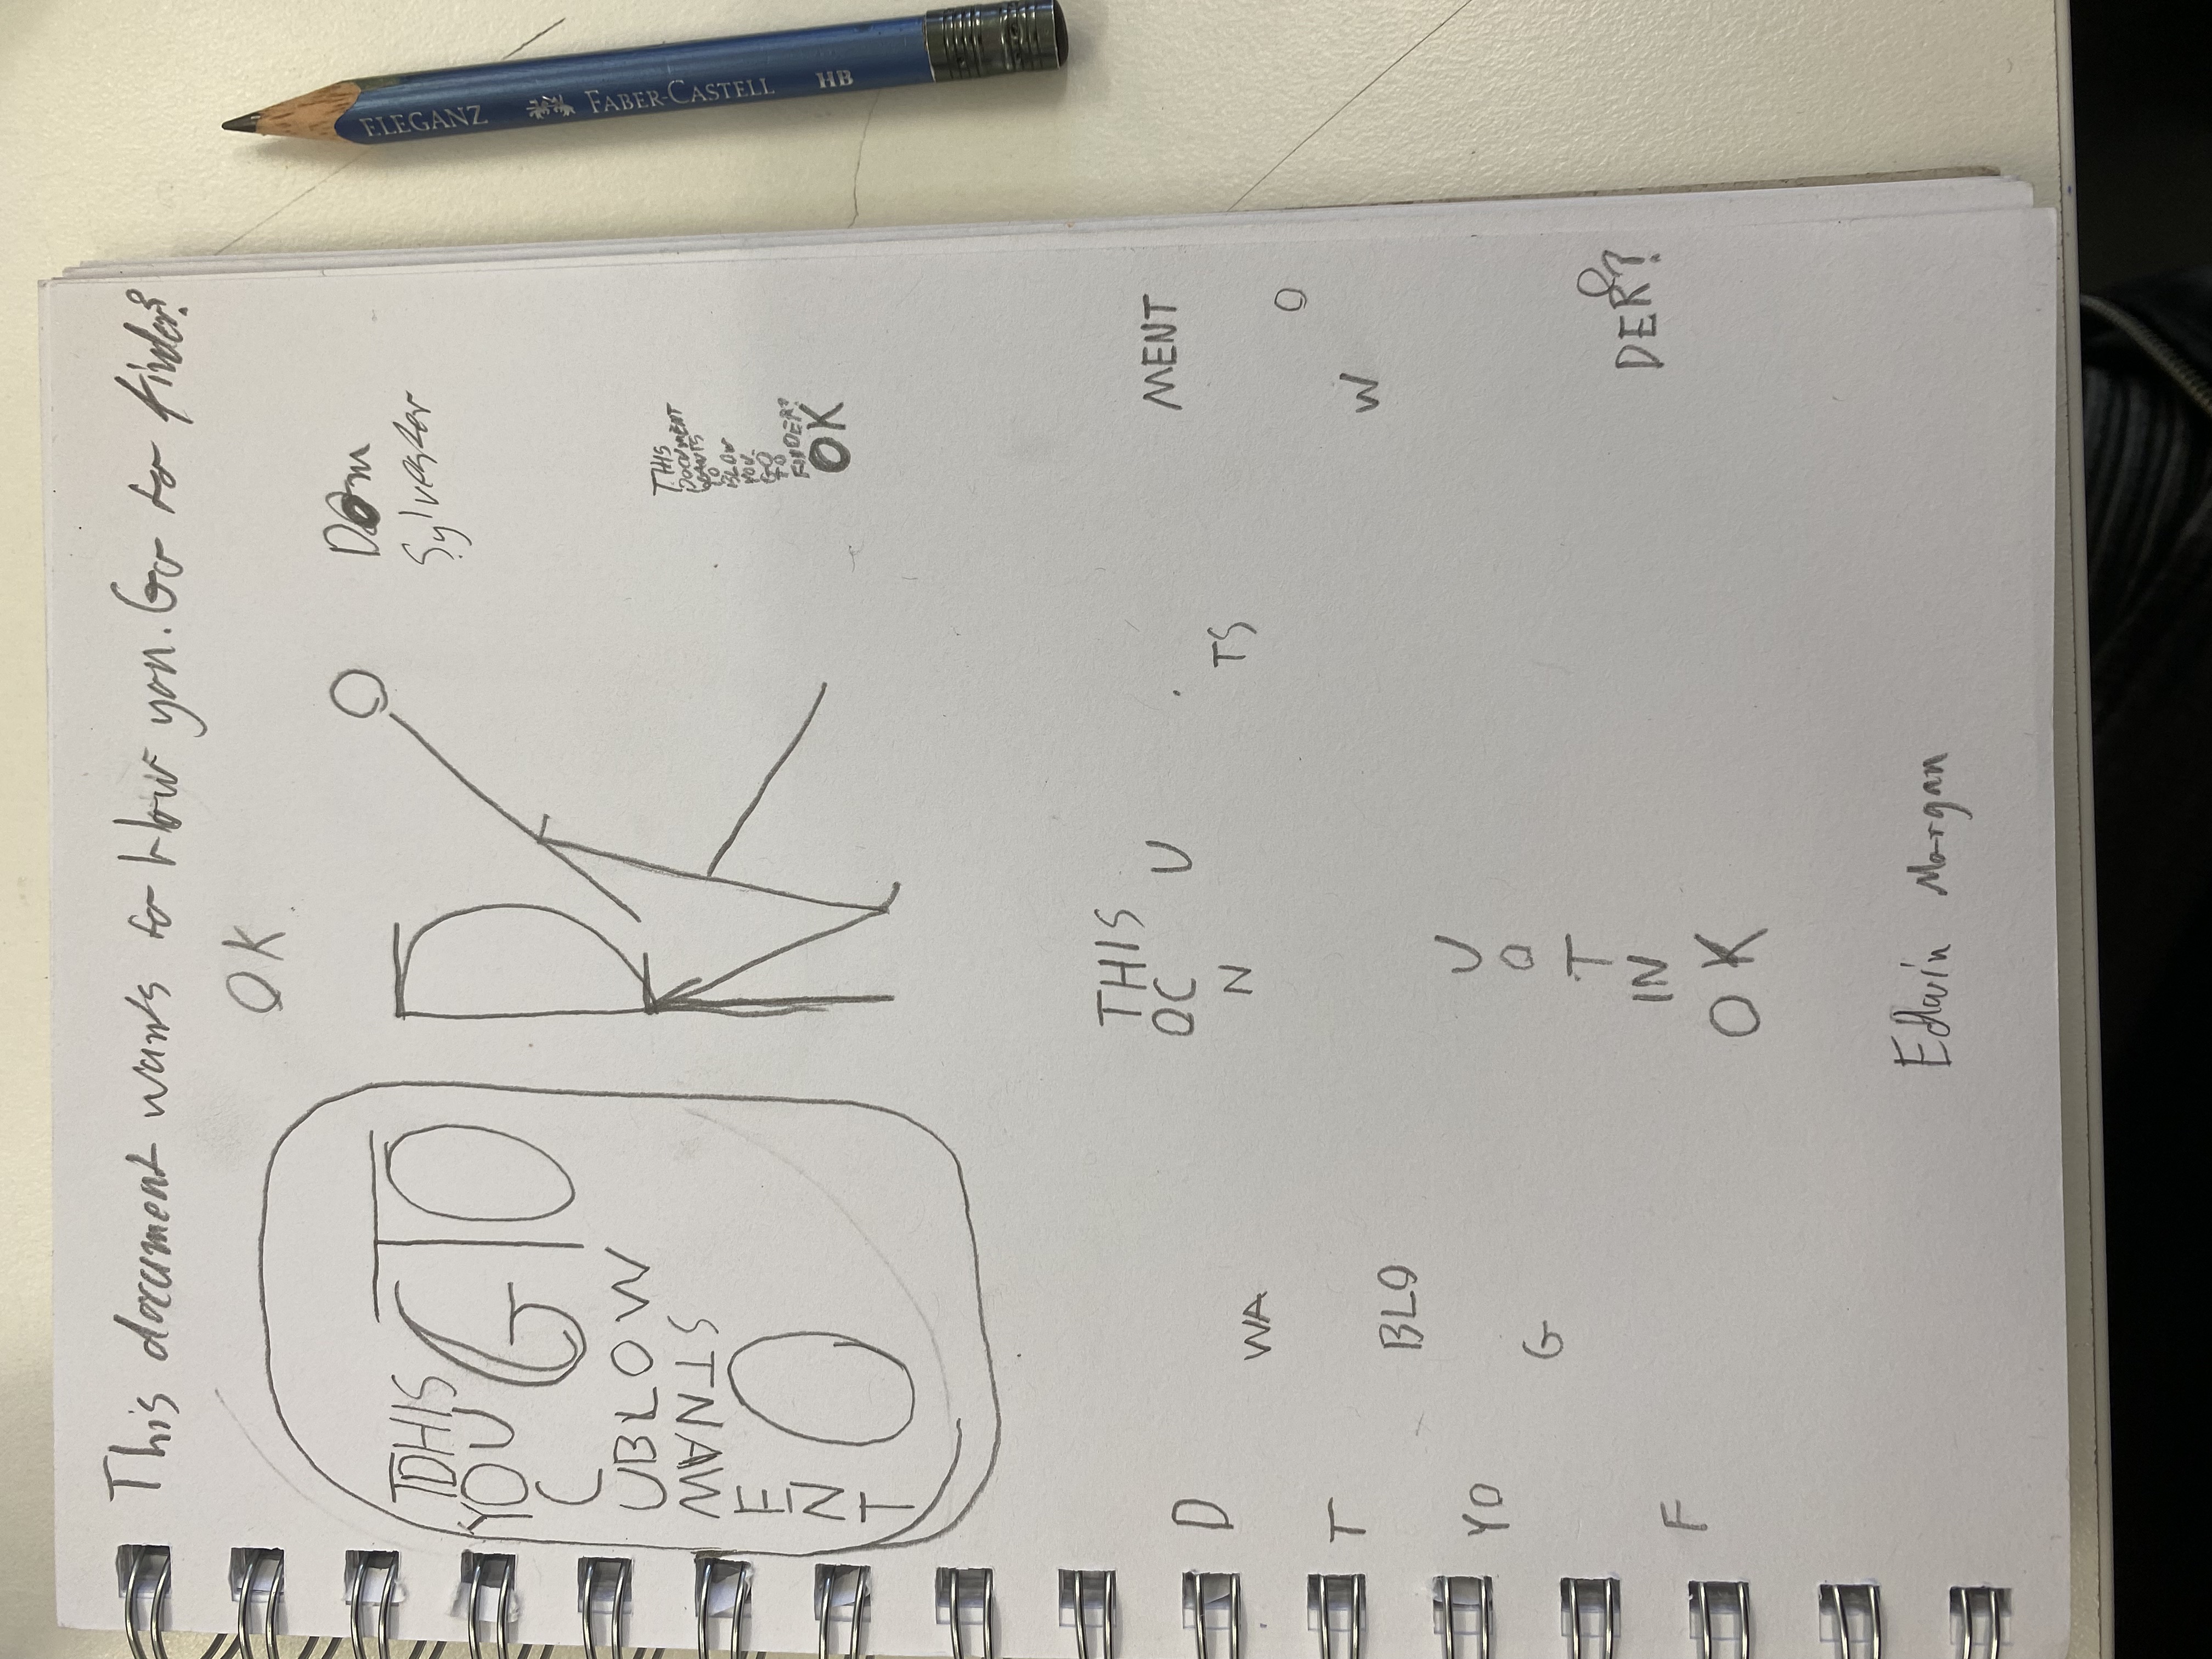 This document wants to blow you. Go to finder?
OK
TDHIS
YOU
GTO
C
UBLOW
WANTS
E
N
T
O
Dom
Sylvester
THIS
DOCUMENT
WANTS
TO
BLOW
YOU.
GO
TO
FINDER?
OK
THIS
D OC U MENT
WA N TS
T O
BLO W
YO U
G O
T O
F IN DER?
OK
Edwin Morgan
ELEGANZ FABER-CASTELL HB